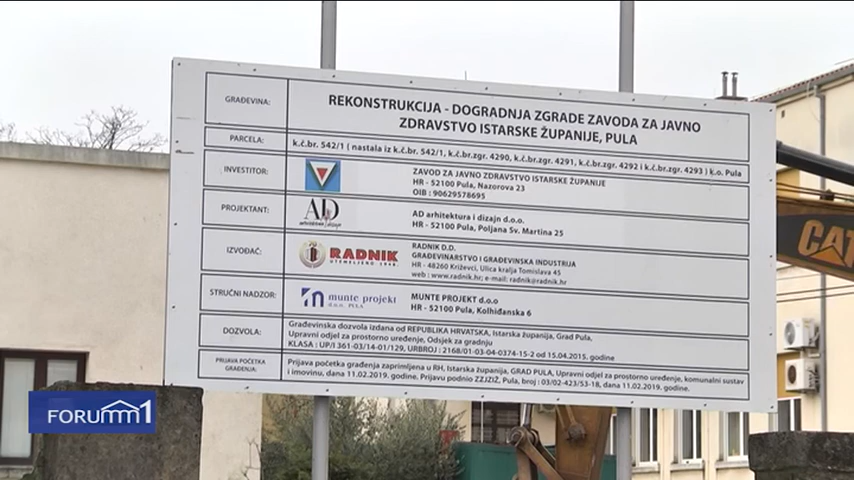 GRAĐEVINA:
REKONSTRUKCIJA - DOGRADNJA ZGRADE ZAVODA ZA JAVNO
ZDRAVSTVO ISTARSKE ŽUPANIJE, PULA
PARCELA:
k.č.br. 542/1 ( nastala iz k.č.br. 542/1, k.č.br.zgr. 4290, k.č.br.zgr. 4291, k.č.br.zgr. 4292 i k.č.br.zgr. 4293 ) k.o. Pula
INVESTITOR:
ZAVOD ZA JAVNO ZDRAVSTVO ISTARSKE ŽUPANIJE
HR - 52100 Pula, Nazorova 23
OIB : 90629578695
PROJEKTANT:
AD
AD arhitektura i dizajn d.o.o.
HR - 52100 Pula, Poljana Sv. Martina 25
IZVOĐAČ:
RADNIK
UTEMELJENO 1948.
RADNIK D.D.
GRAĐEVINARSTVO I GRAĐEVINSKA INDUSTRIJA
HR - 48260 Križevci, Ulica kralja Tomislava 45
web : www.radnik.hr; e-mail: radnik@radnik.hr
STRUČNI NADZOR:
munte projekt
d.o.o. PULA
MUNTE PROJEKT d.o.o
HR - 52100 Pula, Kolhiđanska 6
DOZVOLA:
Građevinska dozvola izdana od REPUBLIKA HRVATSKA, Istarska županija, Grad Pula,
Upravni odjel za prostorno uređenje, Odsjek za gradnju
KLASA : UP/I 361-03/14-01/129, URBROJ : 2168/01-03-04-0374-15-2 od 15.04.2015. godine
PRIJAVA POČETKA
GRAĐENJA:
Prijava početka građenja zaprimljena u RH, Istarska županija, GRAD PULA, Upravni odjel za prostorno uređenje, komunalni sustav
i imovinu, dana 11.02.2019. godine. Prijavu podnio ZZJZIŽ, Pula, broj : 03/02-423/53-18, dana 11.02.2019. godine.
CAT
FORUM 1